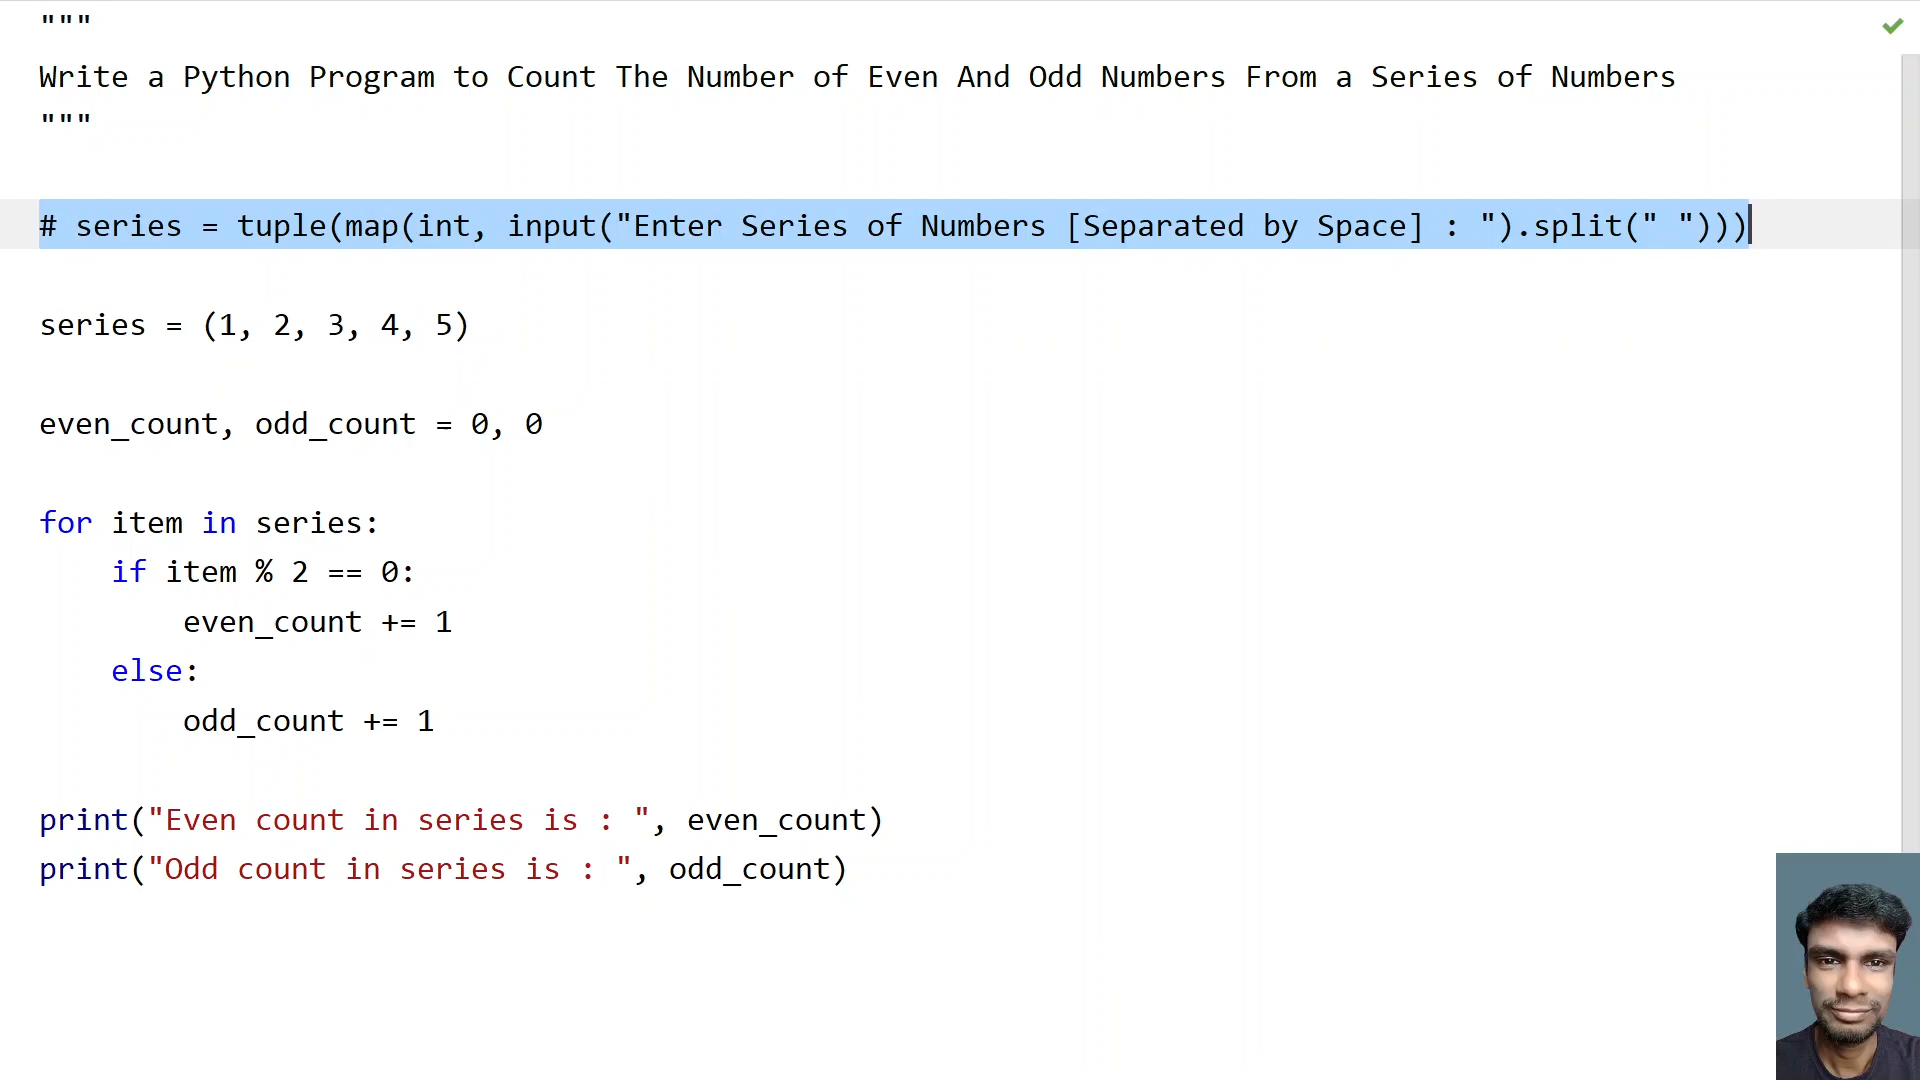 """
Write a Python Program to Count The Number of Even And Odd Numbers From a Series of Numbers
"""
# series = tuple(map(int, input("Enter Series of Numbers [Separated by Space] : ").split(" ")))
series = (1, 2, 3, 4, 5)
even_count, odd_count = 0, 0
for item in series:
    if item % 2 == 0:
        even_count += 1
    else:
        odd_count += 1
print("Even count in series is : ", even_count)
print("Odd count in series is : ", odd_count)